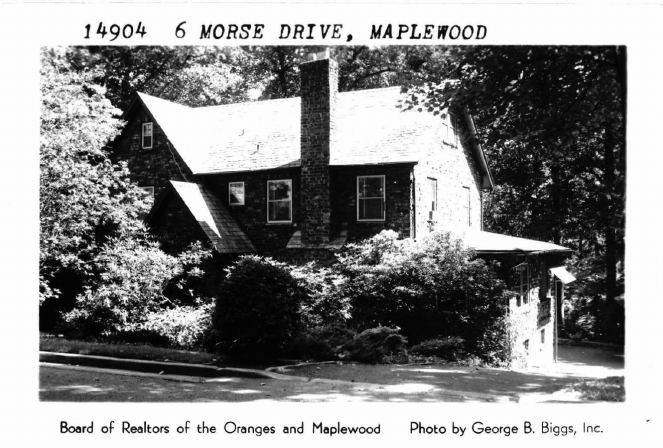 14904 6 MORSE DRIVE, MAPLEWOOD
Board of Realtors of the Oranges and Maplewood Photo by George B. Biggs, Inc.